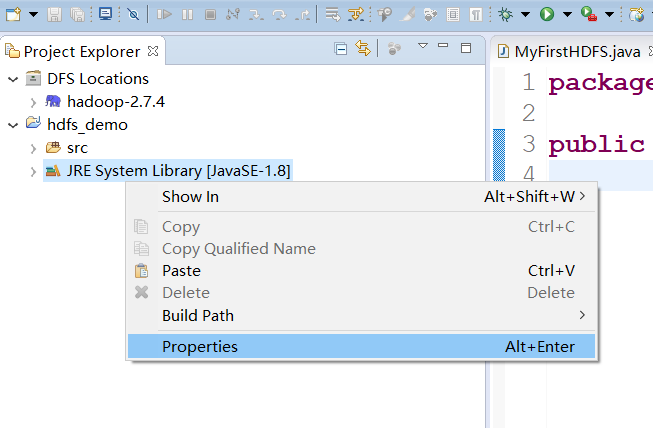 Project Explorer
DFS Locations
hadoop-2.7.4
hdfs_demo
src
JRE System Library [JavaSE-1.8]
Show In Alt+Shift+W
Copy Ctrl+C
Copy Qualified Name
Paste Ctrl+V
Delete Delete
Build Path
Properties Alt+Enter
MyFirstHDFS.java
1 package
2
3 public
4